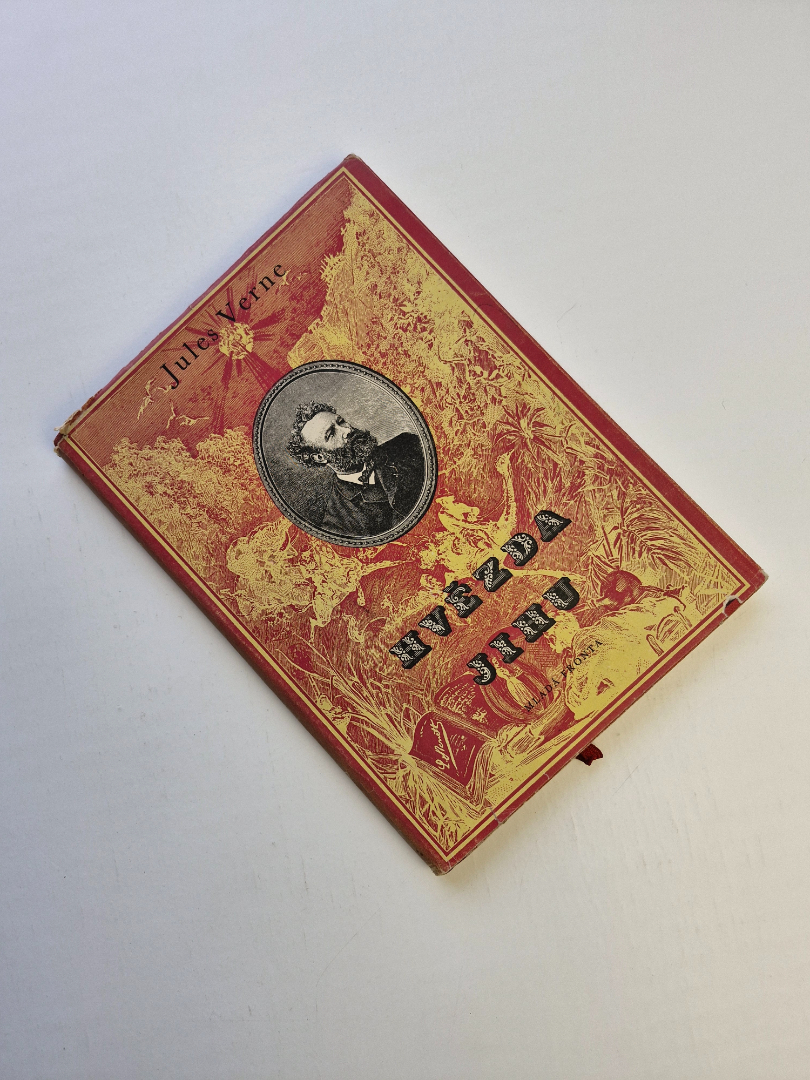 Jules Verne
HVĚZDA
JIHU
MLADÁ FRONTA